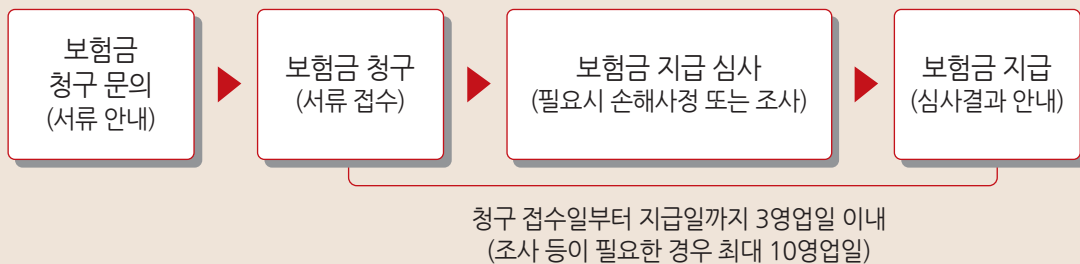 보험금
청구 문의
(서류 안내)
보험금 청구
(서류 접수)
보험금 지급 심사
(필요시 손해사정 또는 조사)
보험금 지급
(심사결과 안내)
청구 접수일부터 지급일까지 3영업일 이내
(조사 등이 필요한 경우 최대 10영업일)